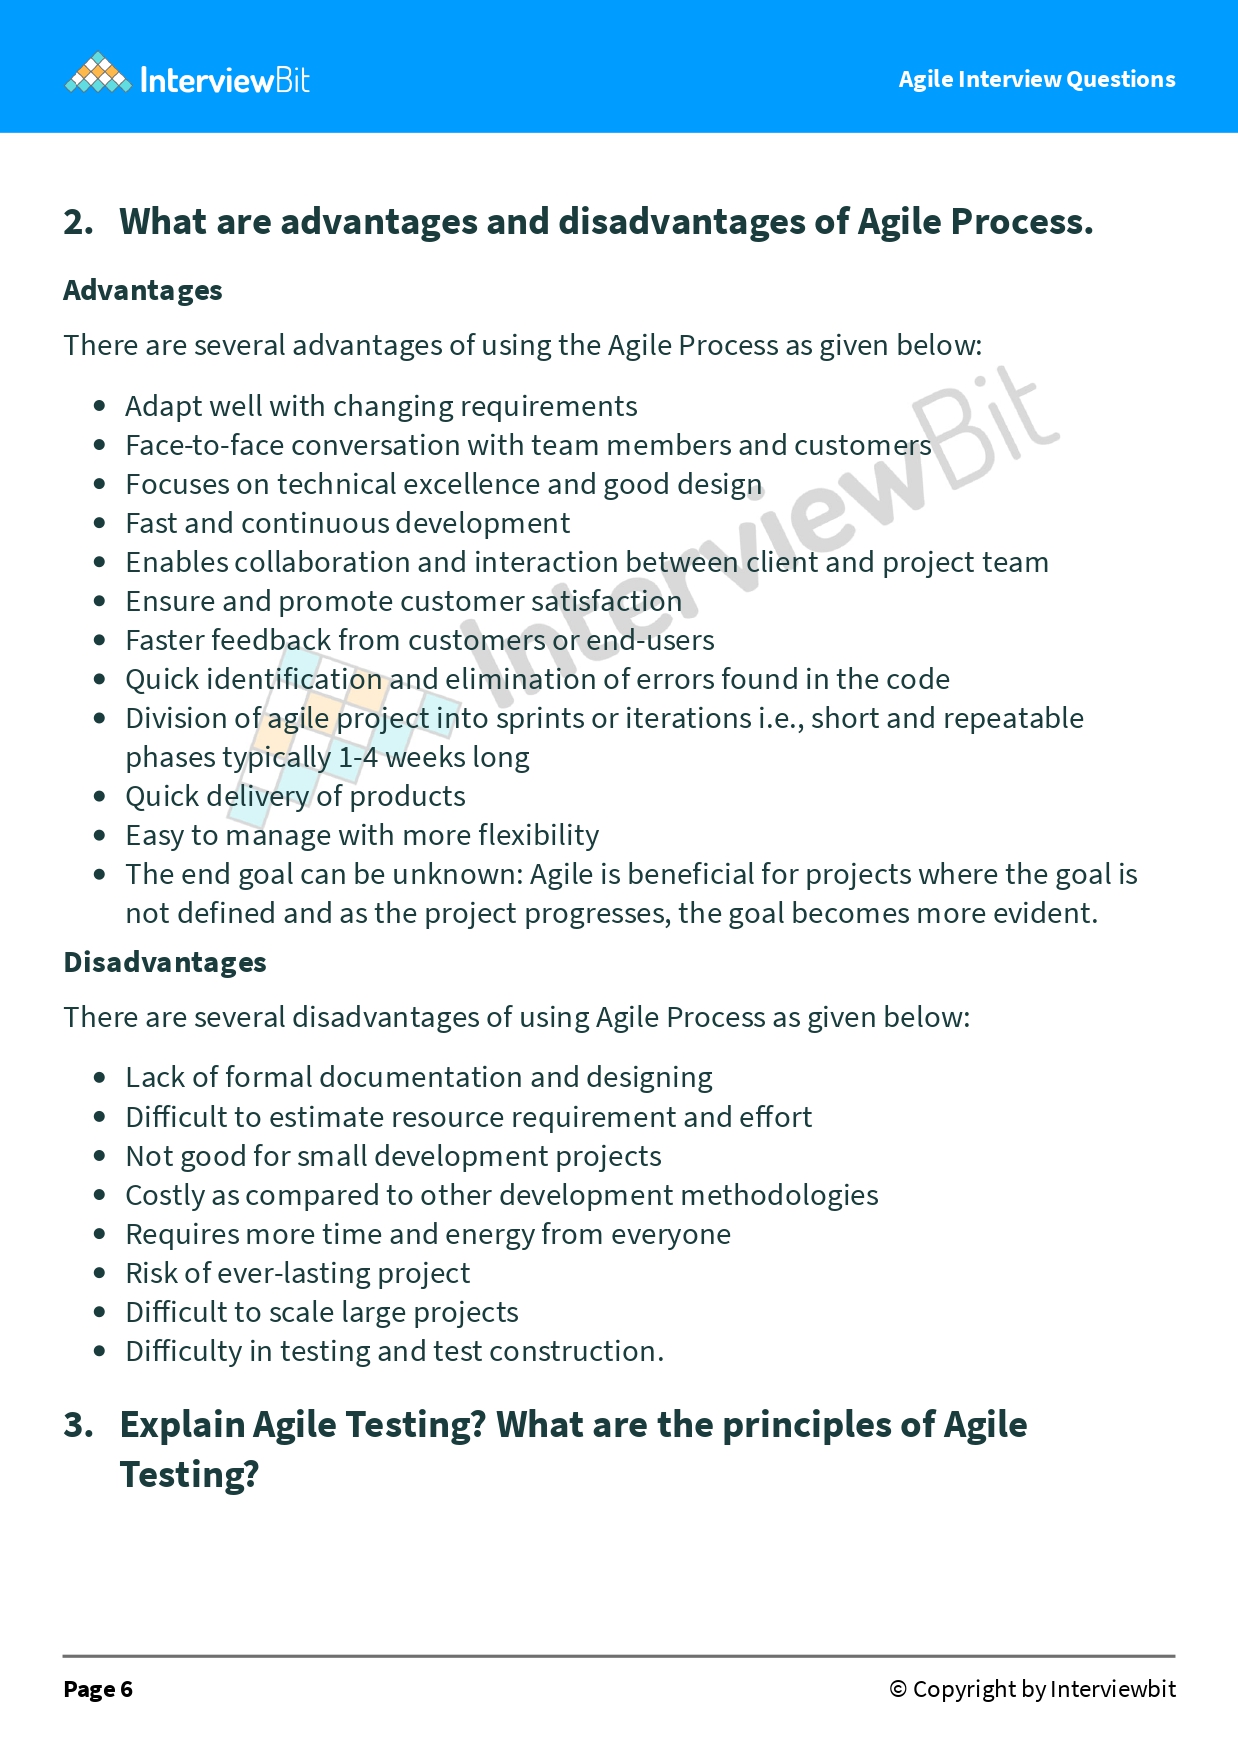 InterviewBit
Agile Interview Questions
2. What are advantages and disadvantages of Agile Process.
Advantages
There are several advantages of using the Agile Process as given below:
• Adapt well with changing requirements
• Face-to-face conversation with team members and customers
• Focuses on technical excellence and good design
• Fast and continuous development
• Enables collaboration and interaction between client and project team
• Ensure and promote customer satisfaction
• Faster feedback from customers or end-users
• Quick identification and elimination of errors found in the code
• Division of agile project into sprints or iterations i.e., short and repeatable
phases typically 1-4 weeks long
• Quick delivery of products
• Easy to manage with more flexibility
• The end goal can be unknown: Agile is beneficial for projects where the goal is
not defined and as the project progresses, the goal becomes more evident.
InterviewBit
Disadvantages
There are several disadvantages of using Agile Process as given below:
• Lack of formal documentation and designing
• Difficult to estimate resource requirement and effort
• Not good for small development projects
• Costly as compared to other development methodologies
• Requires more time and energy from everyone
• Risk of ever-lasting project
• Difficult to scale large projects
• Difficulty in testing and test construction.
3. Explain Agile Testing? What are the principles of Agile
Testing?
Page 6
© Copyright by Interviewbit